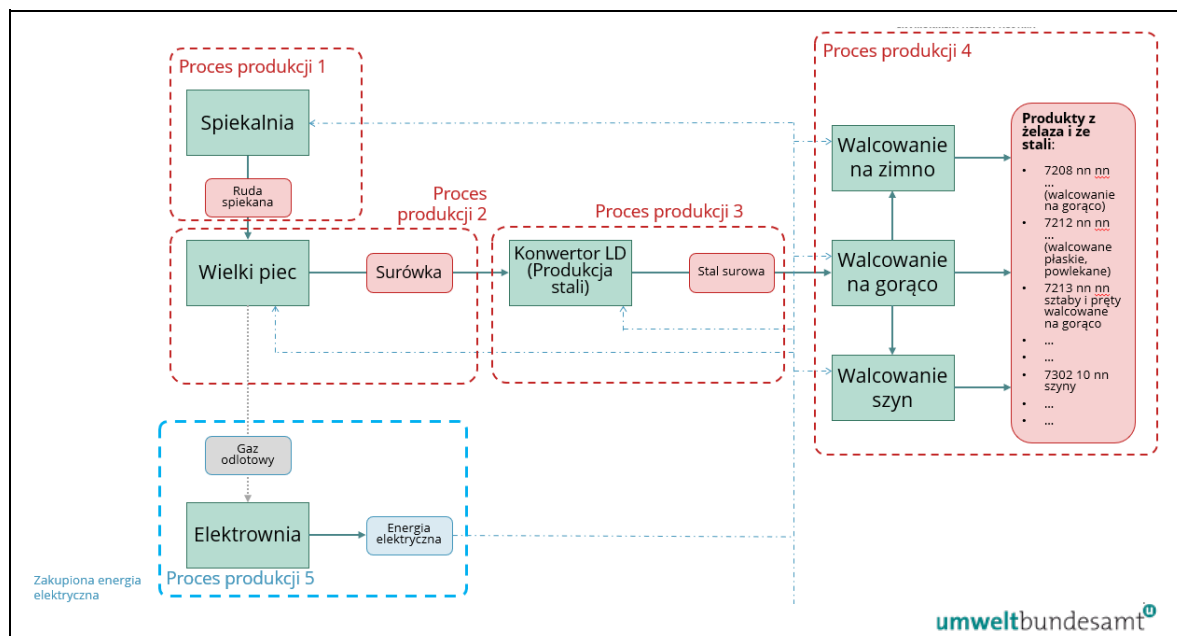 Proces produkcji 1
Spiekalnia
Ruda
spiekana
Proces
produkcji 2
Wielki piec
Surówka
Proces produkcji 3
Konwertor LD
(Produkcja
stali)
Stal surowa
Proces produkcji 4
Walcowanie
na zimno
Walcowanie
na gorąco
Walcowanie
szyn
Produkty z
żelaza i ze
stali:
• 7208 nn nn
...
(walcowanie
na gorąco)
• 7212 nn nn
...
(walcowane
płaskie,
powlekane)
• 7213 nn nn
sztaby i pręty
walcowane
na gorąco
• ...
• ...
• 7302 10 nn
szyny
• ...
• ...
Gaz
odlotowy
Elektrownia
Energia
elektryczna
Proces produkcji 5
Zakupiona energia
elektryczna
umweltbundesamt u